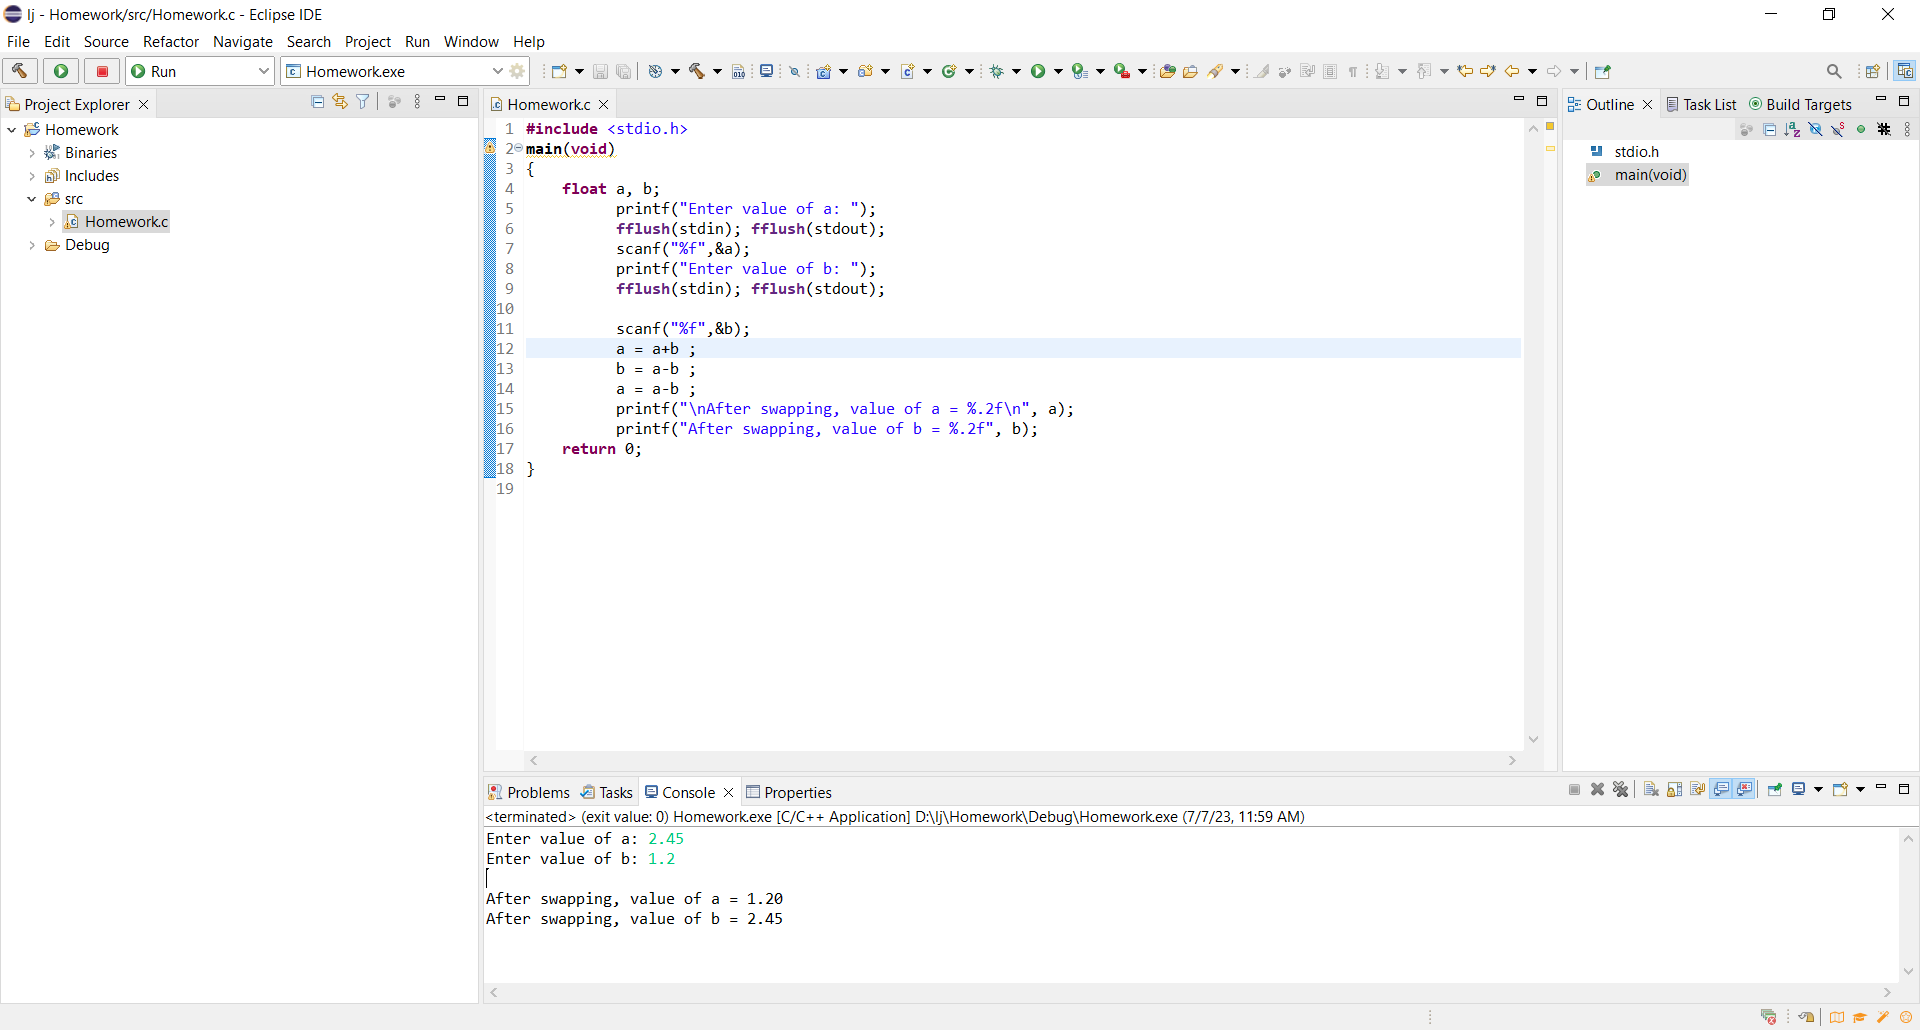 lj - Homework/src/Homework.c - Eclipse IDE
File Edit Source Refactor Navigate Search Project Run Window Help
Run Homework.exe
Project Explorer
Homework
Binaries
Includes
src
Homework.c
Debug
Homework.c
1 #include <stdio.h>
2 main(void)
3 {
4 float a, b;
5 printf("Enter value of a: ");
6 fflush(stdin); fflush(stdout);
7 scanf("%f",&a);
8 printf("Enter value of b: ");
9 fflush(stdin); fflush(stdout);
10
11 scanf("%f",&b);
12 a = a+b ;
13 b = a-b ;
14 a = a-b ;
15 printf("\nAfter swapping, value of a = %.2f\n", a);
16 printf("After swapping, value of b = %.2f", b);
17 return 0;
18 }
19
Outline Task List Build Targets
stdio.h
main(void)
Problems Tasks Console Properties
<terminated> (exit value: 0) Homework.exe [C/C++ Application] D:\lj\Homework\Debug\Homework.exe (7/7/23, 11:59 AM)
Enter value of a: 2.45
Enter value of b: 1.2
After swapping, value of a = 1.20
After swapping, value of b = 2.45